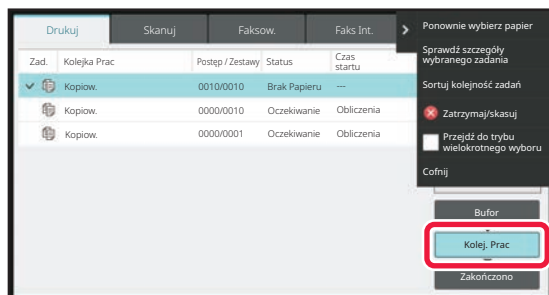 Drukuj
Skanuj
Faksow.
Faks Int.
Zad.
Kolejka Prac
Postęp / Zestawy
Status
Czas
startu
Kopiow.
0010/0010
Brak Papieru
---
Kopiow.
0000/0010
Oczekiwanie
Obliczenia
Kopiow.
0000/0001
Oczekiwanie
Obliczenia
Ponownie wybierz papier
Sprawdź szczegóły
wybranego zadania
Sortuj kolejność zadań
Zatrzymaj/skasuj
Przejdź do trybu
wielokrotnego wyboru
Cofnij
Bufor
Kolej. Prac
Zakończono